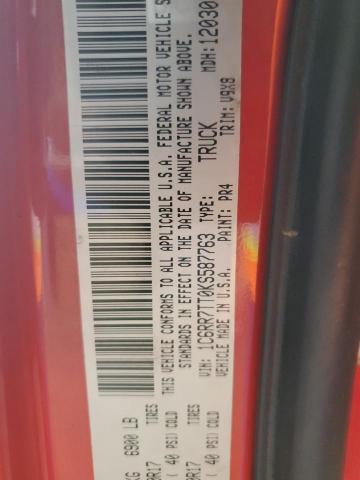 THIS VEHICLE CONFORMS TO ALL APPLICABLE U.S.A. FEDERAL MOTOR VEHICLE S
STANDARDS IN EFFECT ON THE DATE OF MANUFACTURE SHOWN ABOVE.
1C6RR7TT0KS587763 TYPE: TRUCK MDH: 12030
VEHICLE MADE IN U.S.A. PAINT: PR4 TRIM: V9X8
KG 6900 LB
0R17 TIRES
( 40 PSI) COLD
0R17 TIRES
( 40 PSI) COLD